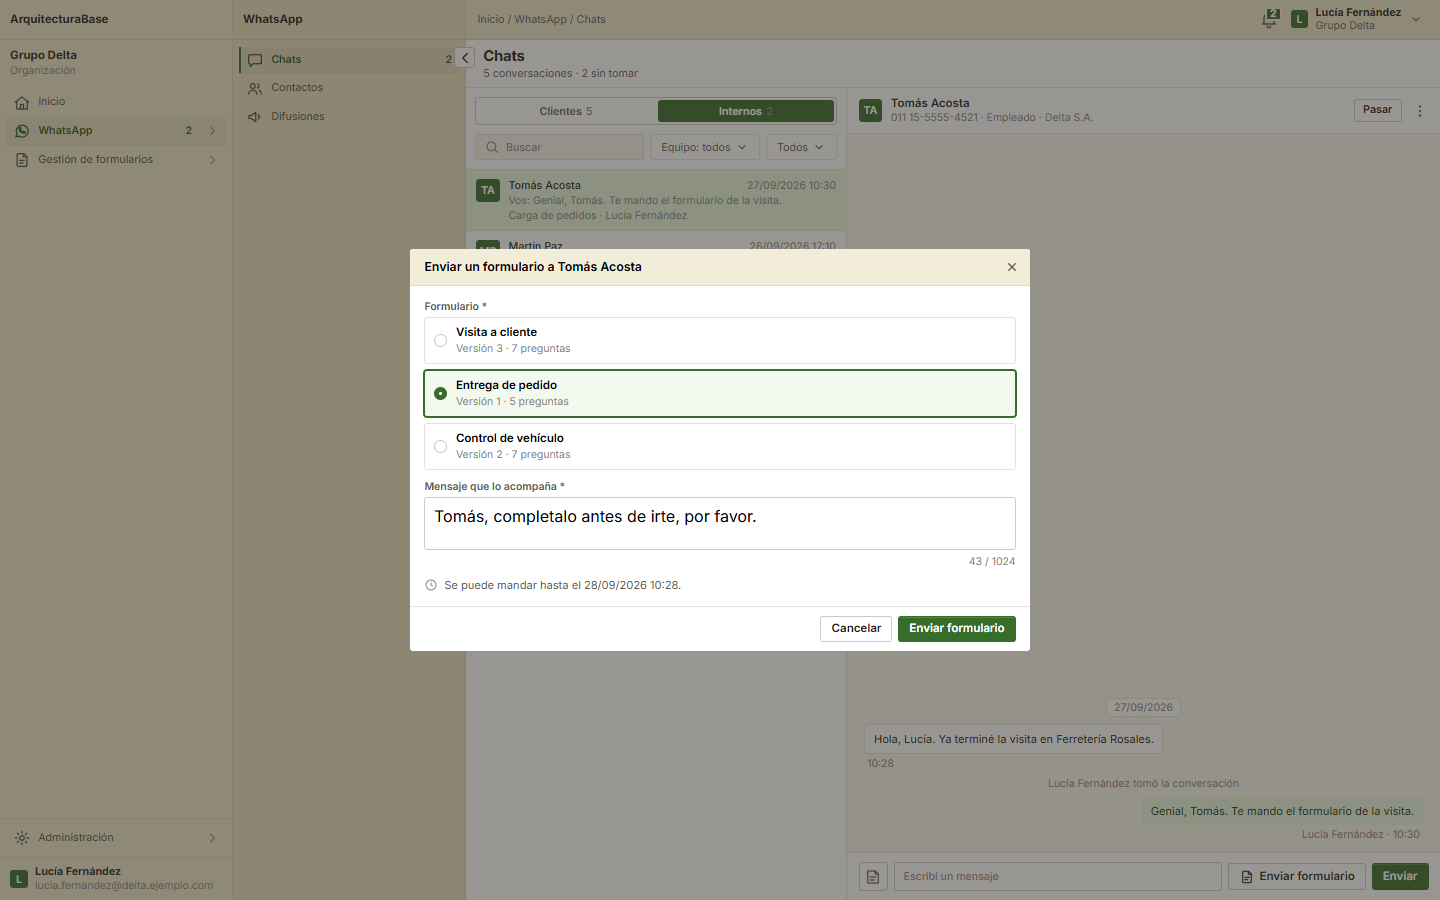 ArquitecturaBase
WhatsApp
Inicio / WhatsApp / Chats
2
L
Lucía Fernández
Grupo Delta
Grupo Delta
Organización
Inicio
WhatsApp 2
Gestión de formularios
Chats 2
Contactos
Difusiones
Chats
5 conversaciones · 2 sin tomar
Clientes 5
Internos 2
Buscar
Equipo: todos
Todos
TA
Tomás Acosta 27/09/2026 10:30
Vos: Genial, Tomás. Te mando el formulario de la visita.
Carga de pedidos · Lucía Fernández
Martín Paz 26/09/2026 17:10
TA
Tomás Acosta
011 15-5555-4521 · Empleado · Delta S.A.
Pasar
Enviar un formulario a Tomás Acosta
Formulario *
Visita a cliente
Versión 3 · 7 preguntas
Entrega de pedido
Versión 1 · 5 preguntas
Control de vehículo
Versión 2 · 7 preguntas
Mensaje que lo acompaña *
Tomás, completalo antes de irte, por favor.
43 / 1024
Se puede mandar hasta el 28/09/2026 10:28.
Cancelar
Enviar formulario
27/09/2026
Hola, Lucía. Ya terminé la visita en Ferretería Rosales.
10:28
Lucía Fernández tomó la conversación
Genial, Tomás. Te mando el formulario de la visita.
Lucía Fernández · 10:30
Escribí un mensaje
Enviar formulario
Enviar
Administración
L
Lucía Fernández
lucia.fernandez@delta.ejemplo.com